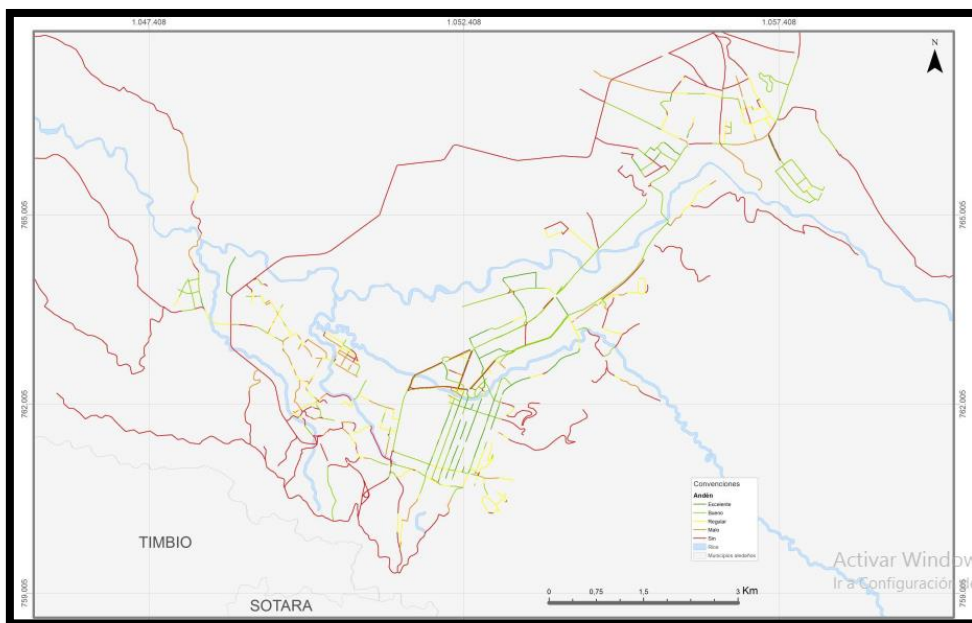 1.047.408 1.052.408 1.057.408
N
765.005 765.005
762.005 762.005
Convenciones
Andén
Excelente
Bueno
Regular
Malo
Sin
Ríos
Municipios aledaños
TIMBIO
SOTARA
0 0,75 1,5 3 Km
759.005 759.005
Activar Window
Ir a Configuración de